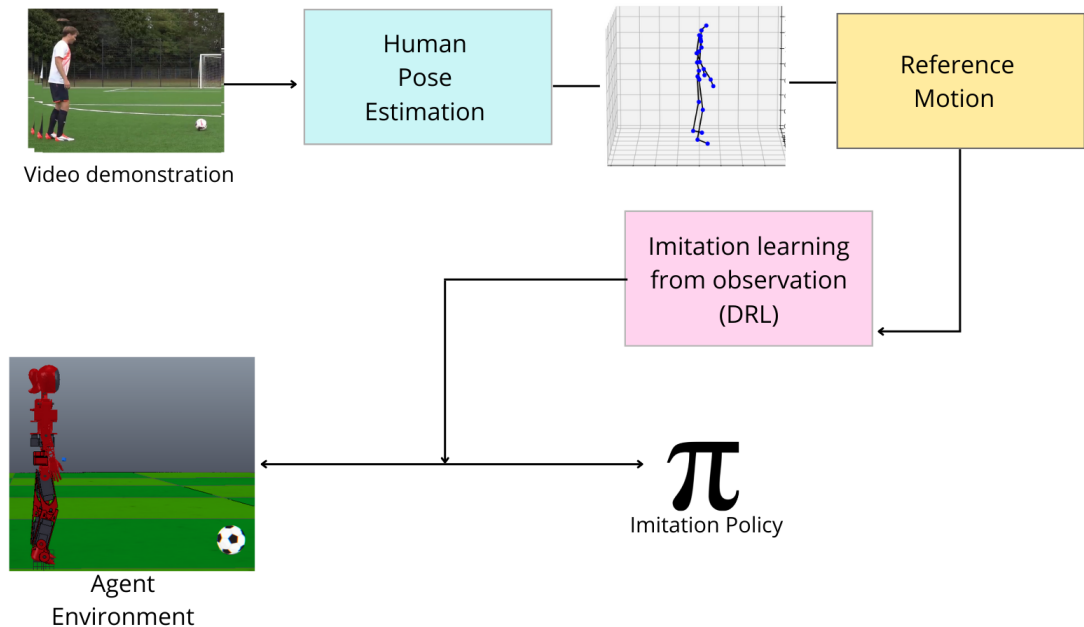 Human
Pose
Estimation
Reference
Motion
Video demonstration
Imitation learning
from observation
(DRL)
π
Imitation Policy
Agent
Environment